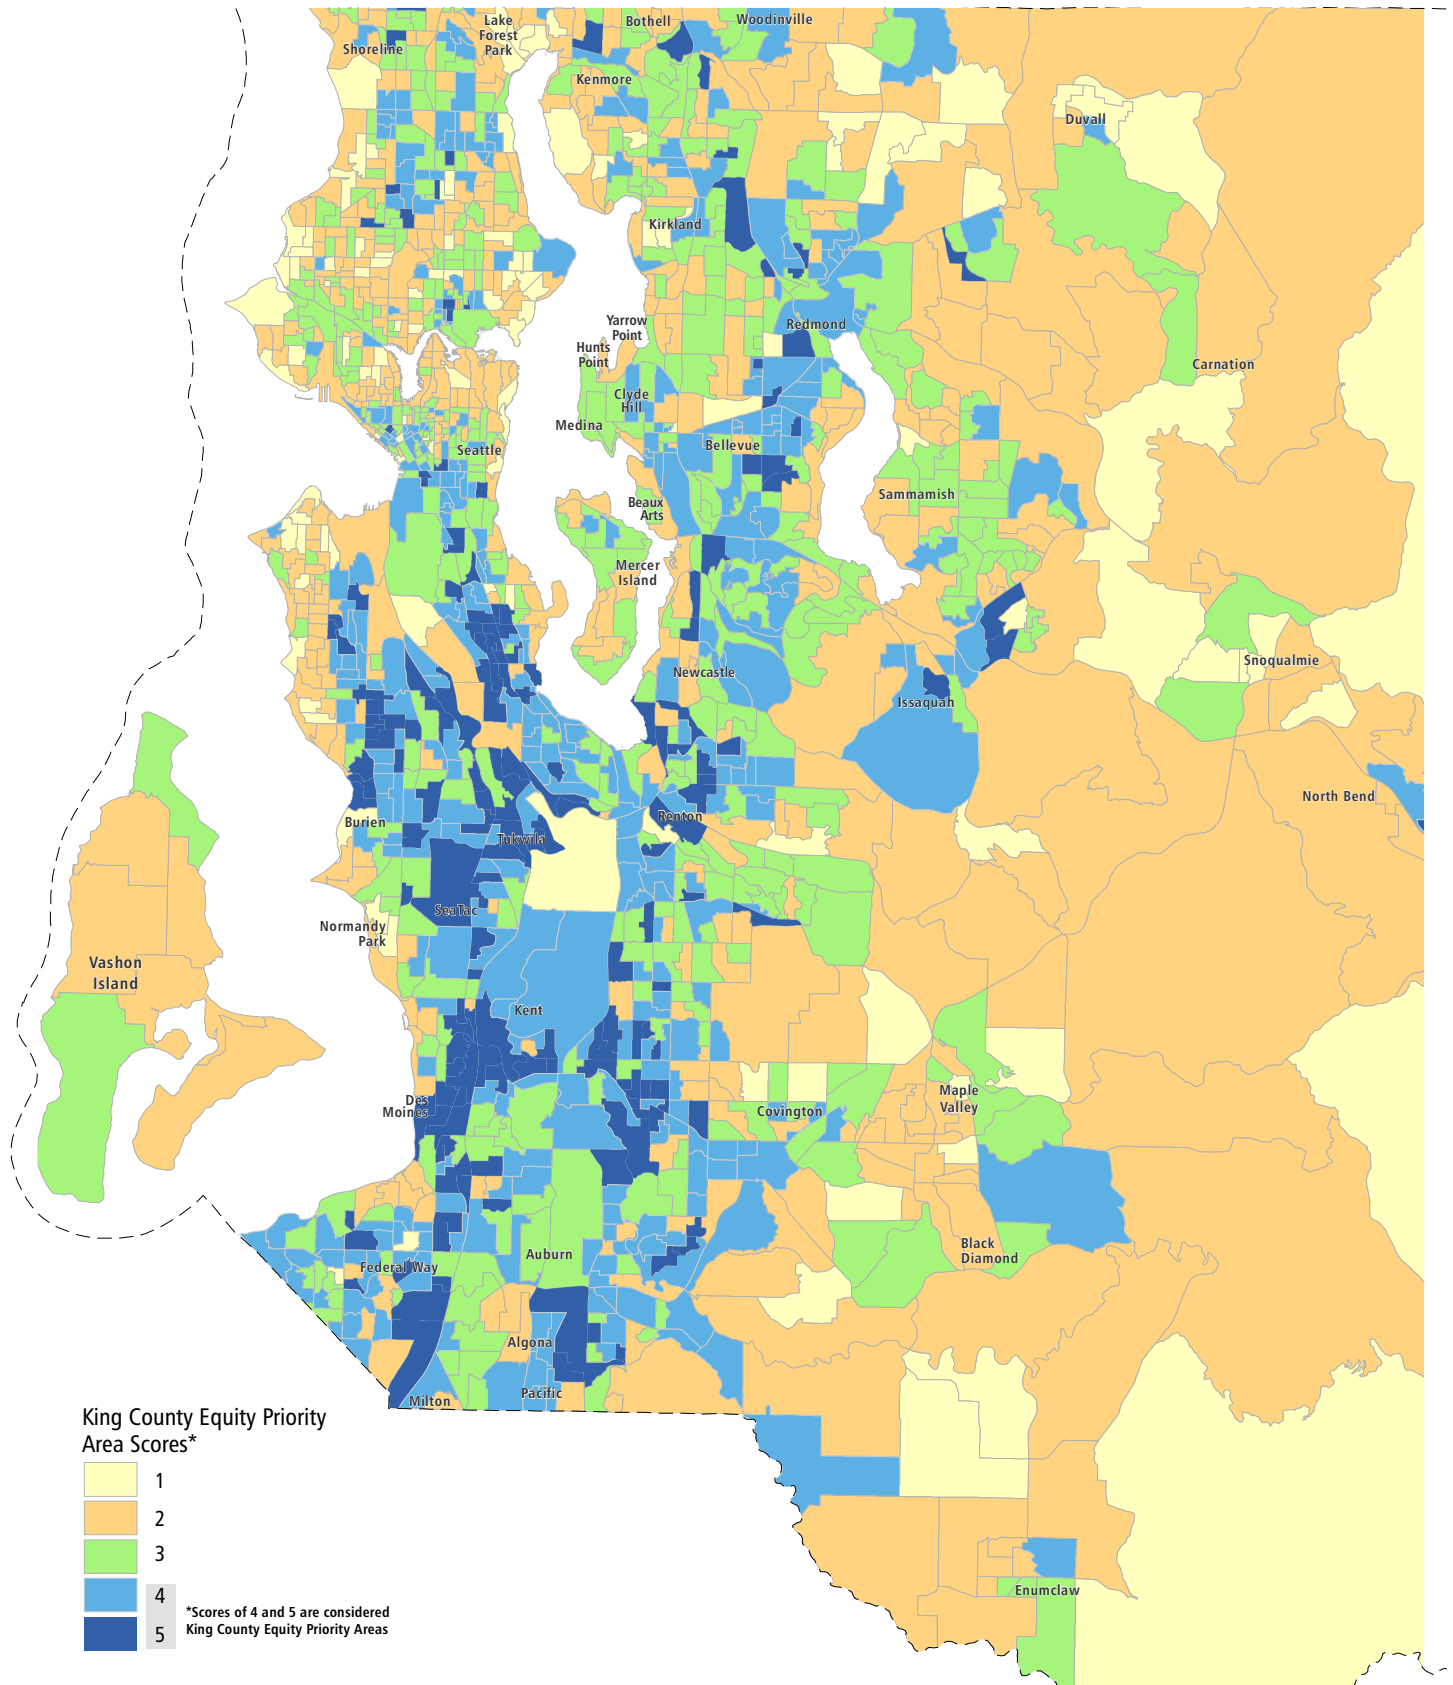 Lake
Forest
Park
Bothell
Woodinville
Shoreline
Kenmore
Duvall
Kirkland
Yarrow
Point
Redmond
Hunts
Point
Carnation
Clyde
Hill
Medina
Seattle
Bellevue
Sammamish
Beaux
Arts
Mercer
Island
Snoqualmie
Newcastle
Issaquah
North Bend
Burien
Renton
Tukwila
SeaTac
Normandy
Park
Vashon
Island
Kent
Des
Moines
Maple
Valley
Covington
Black
Diamond
Auburn
Federal Way
Algona
Pacific
Milton
Enumclaw
King County Equity Priority
Area Scores*
1
2
3
4
5
*Scores of 4 and 5 are considered
King County Equity Priority Areas